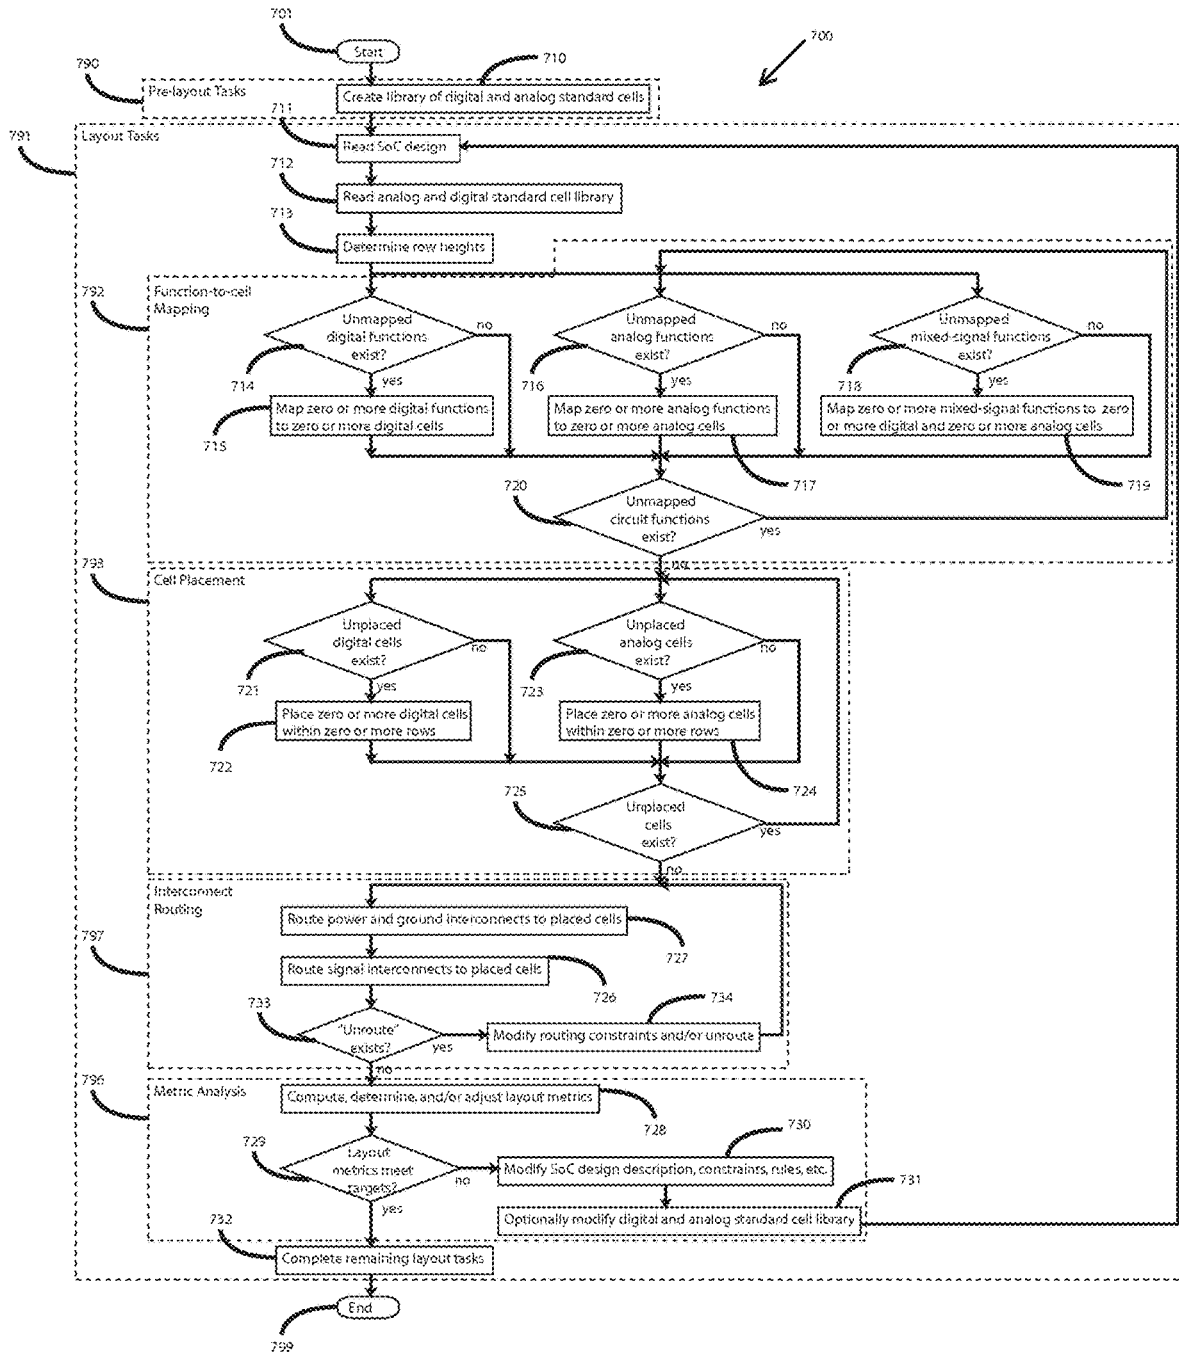 701
Start
700
790
710
Pre-layout Tasks
Create library of digital and analog standard cells
711
791
Layout Tasks
Read SoC design
712
Read analog and digital standard cell library
713
Determine row heights
792
Function-to-cell
Mapping
Unmapped
digital functions
exist?
no
Unmapped
analog functions
exist?
no
Unmapped
mixed-signal functions
exist?
no
714
yes
716
yes
718
yes
Map zero or more digital functions
to zero or more digital cells
Map zero or more analog functions
to zero or more analog cells
Map zero or more mixed-signal functions to zero
or more digital and zero or more analog cells
715
717
719
720
Unmapped
circuit functions
exist?
yes
no
793
Cell Placement
Unplaced
digital cells
exist?
no
Unplaced
analog cells
exist?
no
721
yes
723
yes
Place zero or more digital cells
within zero or more rows
Place zero or more analog cells
within zero or more rows
722
724
725
Unplaced
cells
exist?
yes
no
Interconnect
Routing
797
Route power and ground interconnects to placed cells
727
Route signal interconnects to placed cells
726
733
734
"Unroute"
exists?
yes
Modify routing constraints and/or unroute
no
796
Metric Analysis
Compute, determine, and/or adjust layout metrics
728
729
730
Layout
metrics meet
targets?
no
Modify SoC design description, constraints, rules, etc.
yes
731
Optionally modify digital and analog standard cell library
732
Complete remaining layout tasks
End
799